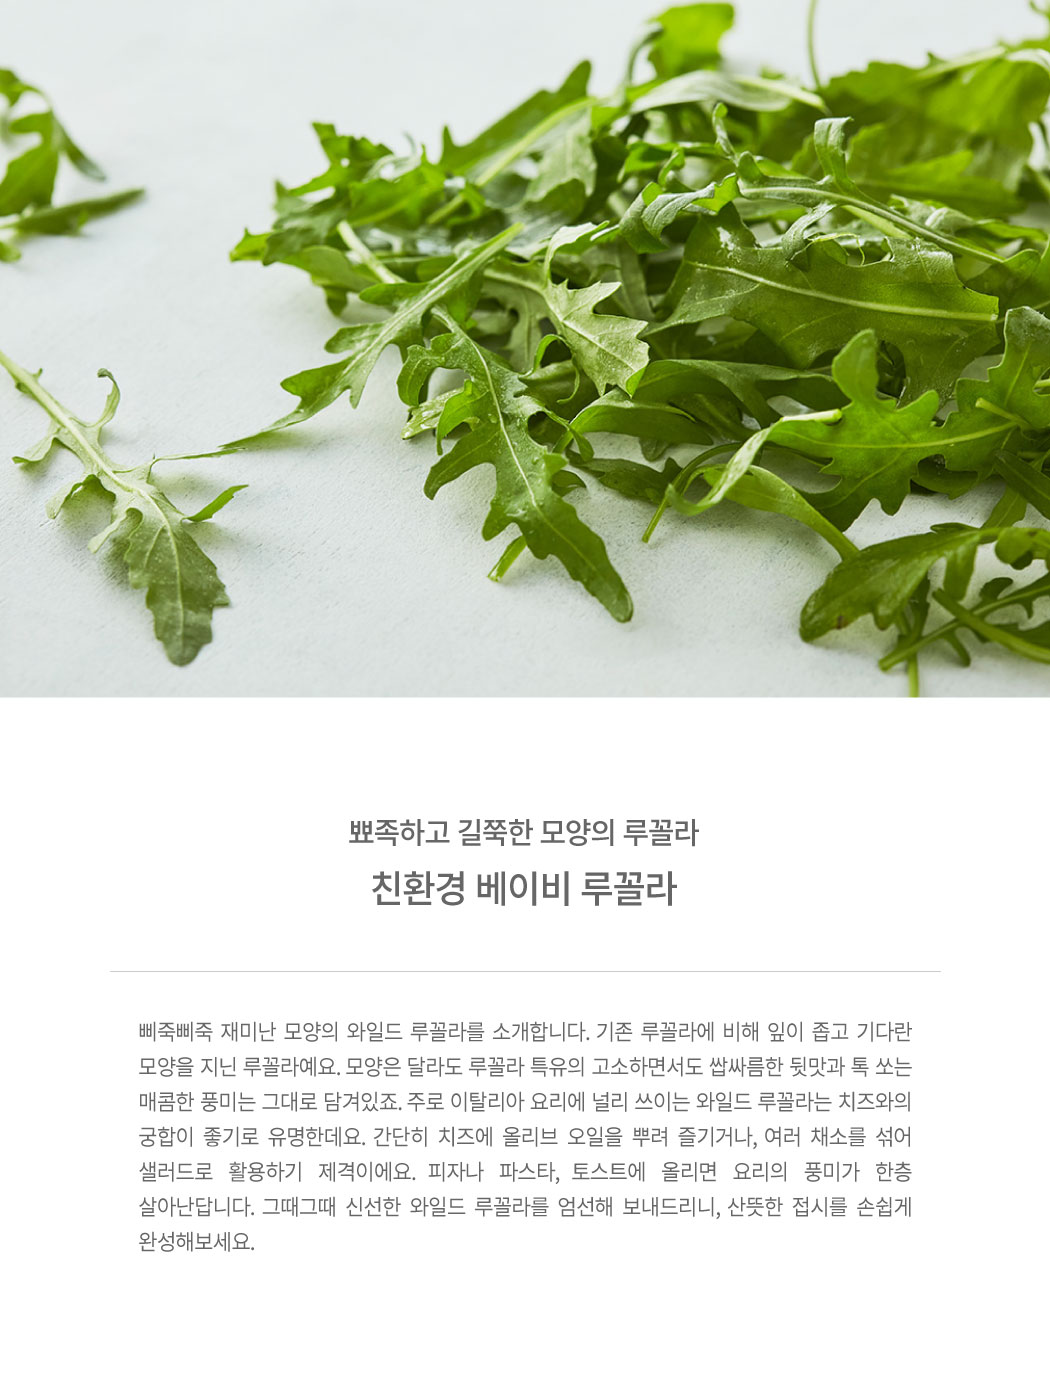 뾰족하고 길쭉한 모양의 루꼴라
친환경 베이비 루꼴라
삐죽삐죽 재미난 모양의 와일드 루꼴라를 소개합니다. 기존 루꼴라에 비해 잎이 좁고 기다란
모양을 지닌 루꼴라예요. 모양은 달라도 루꼴라 특유의 고소하면서도 쌉싸름한 뒷맛과 톡 쏘는
매콤한 풍미는 그대로 담겨있죠. 주로 이탈리아 요리에 널리 쓰이는 와일드 루꼴라는 치즈와의
궁합이 좋기로 유명한데요. 간단히 치즈에 올리브 오일을 뿌려 즐기거나, 여러 채소를 섞어
샐러드로 활용하기 제격이에요. 피자나 파스타, 토스트에 올리면 요리의 풍미가 한층
살아난답니다. 그때그때 신선한 와일드 루꼴라를 엄선해 보내드리니, 산뜻한 접시를 손쉽게
완성해보세요.